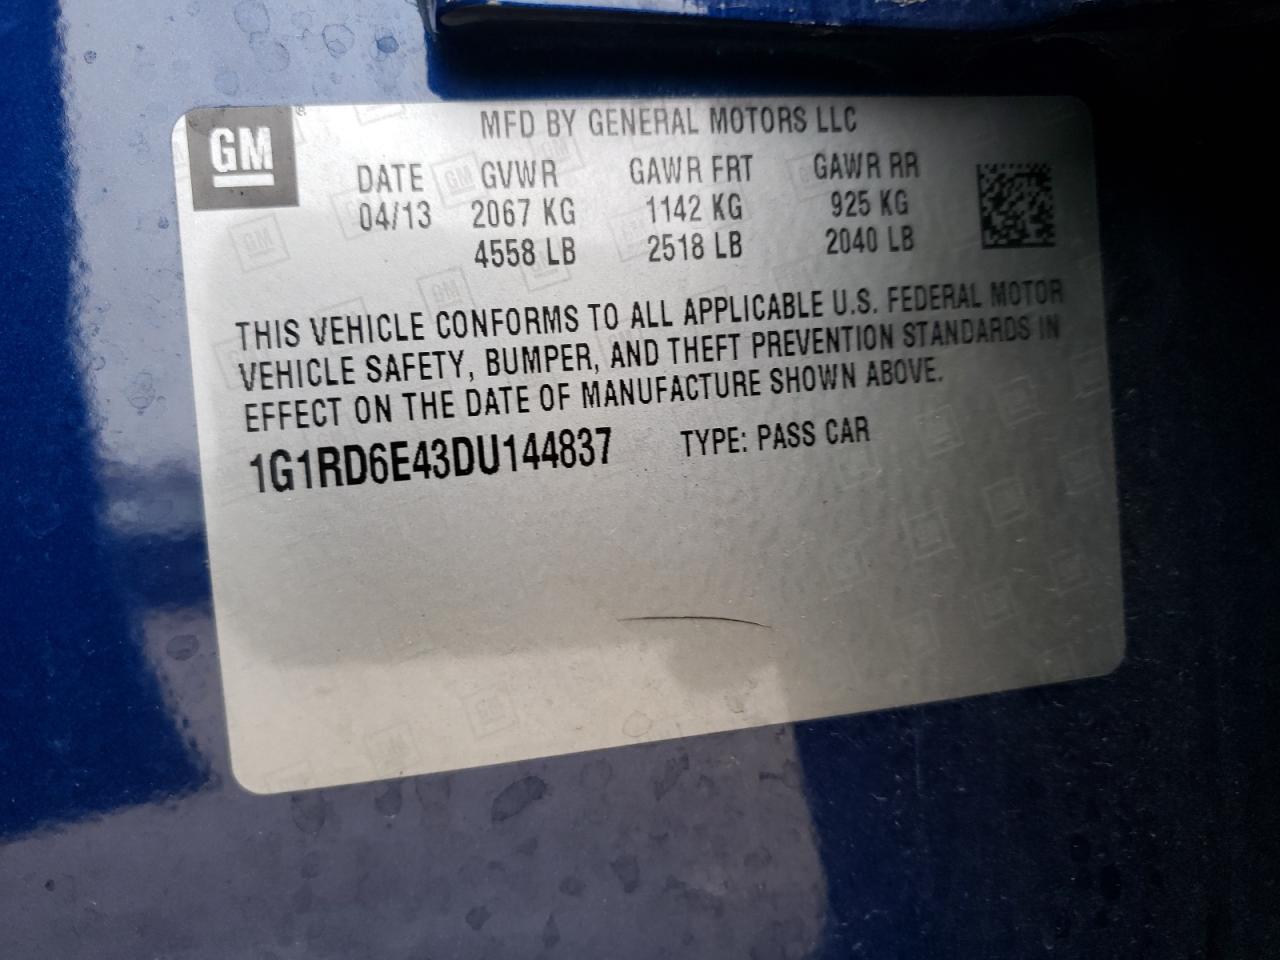 GM
MFD BY GENERAL MOTORS LLC
DATE GVWR GAWR FRT GAWR RR
04/13 2067 KG 1142 KG 925 KG
4558 LB 2518 LB 2040 LB
THIS VEHICLE CONFORMS TO ALL APPLICABLE U.S. FEDERAL MOTOR
VEHICLE SAFETY, BUMPER, AND THEFT PREVENTION STANDARDS IN
EFFECT ON THE DATE OF MANUFACTURE SHOWN ABOVE.
1G1RD6E43DU144837 TYPE: PASS CAR